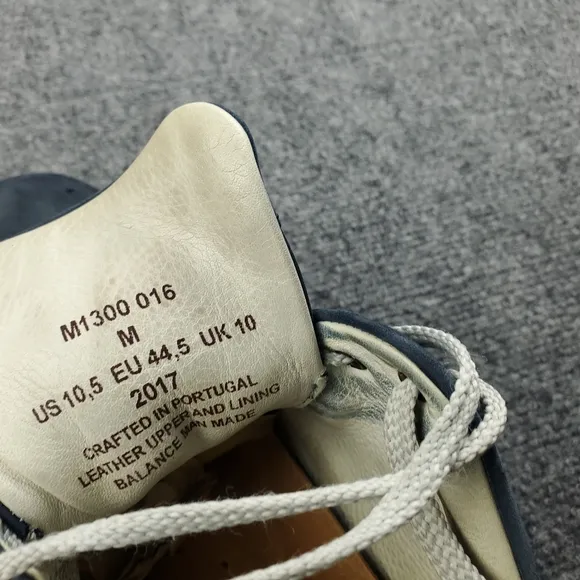 M1300 016
M
US 10,5 EU 44,5 UK 10
2017
CRAFTED IN PORTUGAL
LEATHER UPPER AND LINING
BALANCE MAN MADE